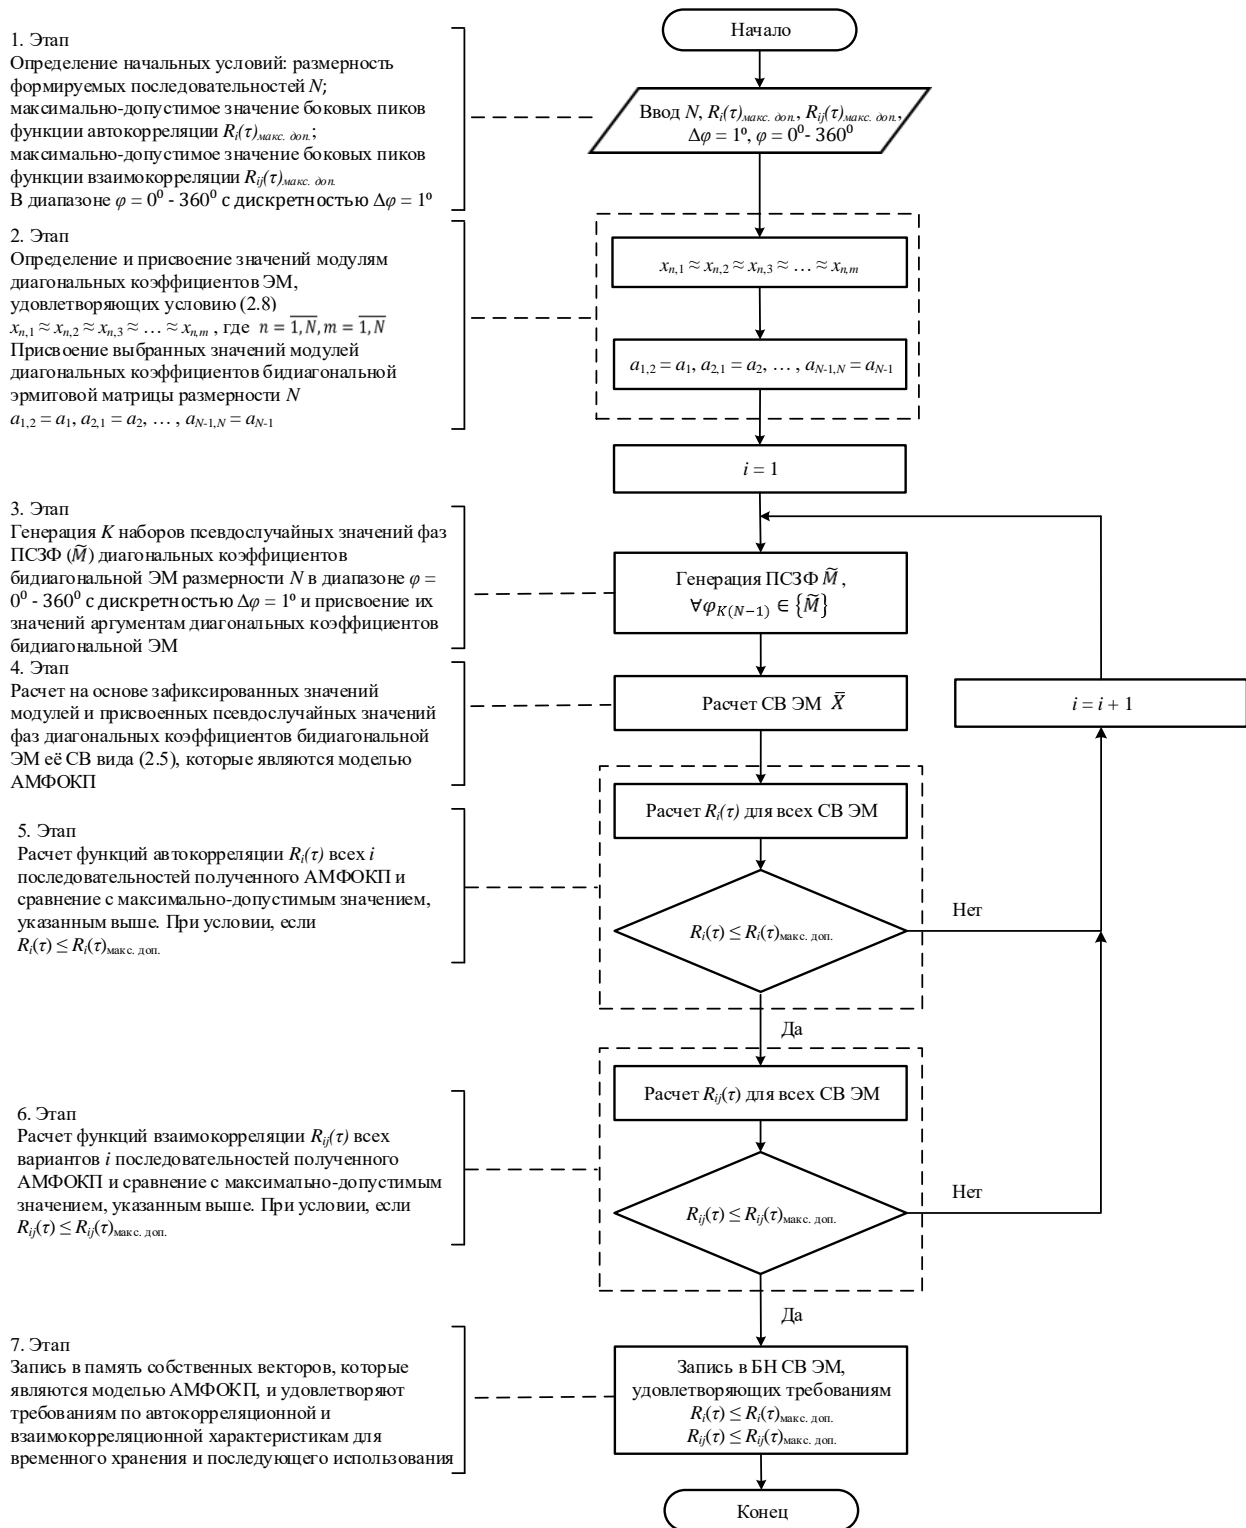 Начало
1. Этап
Определение начальных условий: размерность
формируемых последовательностей N;
максимально-допустимое значение боковых пиков
функции автокорреляции Rᵢ(τ)макс. доп.;
максимально-допустимое значение боковых пиков
функции взаимокорреляции Rᵢⱼ(τ)макс. доп.
В диапазоне φ = 0⁰ - 360⁰ с дискретностью Δφ = 1⁰
Ввод N, Rᵢ(τ)макс. доп., Rᵢⱼ(τ)макс. доп.,
Δφ = 1⁰, φ = 0⁰- 360⁰
2. Этап
Определение и присвоение значений модулям
диагональных коэффициентов ЭМ,
удовлетворяющих условию (2.8)
xn,1 ≈ xn,2 ≈ xn,3 ≈ … ≈ xn,m , где n = 1, N, m = 1, N
Присвоение выбранных значений модулей
диагональных коэффициентов бидиагональной
эрмитовой матрицы размерности N
a1,2 = a1, a2,1 = a2, … , aN-1,N = aN-1
xn,1 ≈ xn,2 ≈ xn,3 ≈ … ≈ xn,m
a1,2 = a1, a2,1 = a2, … , aN-1,N = aN-1
i = 1
3. Этап
Генерация K наборов псевдослучайных значений фаз
ПСЗФ (M̃) диагональных коэффициентов
бидиагональной ЭМ размерности N в диапазоне φ =
0⁰ - 360⁰ с дискретностью Δφ = 1⁰ и присвоение их
значений аргументам диагональных коэффициентов
бидиагональной ЭМ
Генерация ПСЗФ M̃ ,
∀φK(N−1) ∈ {M̃}
4. Этап
Расчет на основе зафиксированных значений
модулей и присвоенных псевдослучайных значений
фаз диагональных коэффициентов бидиагональной
ЭМ её СВ вида (2.5), которые являются моделью
АМФОКП
Расчет СВ ЭМ X̄
i = i + 1
5. Этап
Расчет функций автокорреляции Rᵢ(τ) всех i
последовательностей полученного АМФОКП и
сравнение с максимально-допустимым значением,
указанным выше. При условии, если
Rᵢ(τ) ≤ Rᵢ(τ)макс. доп.
Расчет Rᵢ(τ) для всех СВ ЭМ
Rᵢ(τ) ≤ Rᵢ(τ)макс. доп.
Нет
Да
6. Этап
Расчет функций взаимокорреляции Rᵢⱼ(τ) всех
вариантов i последовательностей полученного
АМФОКП и сравнение с максимально-допустимым
значением, указанным выше. При условии, если
Rᵢⱼ(τ) ≤ Rᵢⱼ(τ)макс. доп.
Расчет Rᵢⱼ(τ) для всех СВ ЭМ
Rᵢⱼ(τ) ≤ Rᵢⱼ(τ)макс. доп.
Нет
Да
7. Этап
Запись в память собственных векторов, которые
являются моделью АМФОКП, и удовлетворяют
требованиям по автокорреляционной и
взаимокорреляционной характеристикам для
временного хранения и последующего использования
Запись в БН СВ ЭМ,
удовлетворяющих требованиям
Rᵢ(τ) ≤ Rᵢ(τ)макс. доп.
Rᵢⱼ(τ) ≤ Rᵢⱼ(τ)макс. доп.
Конец